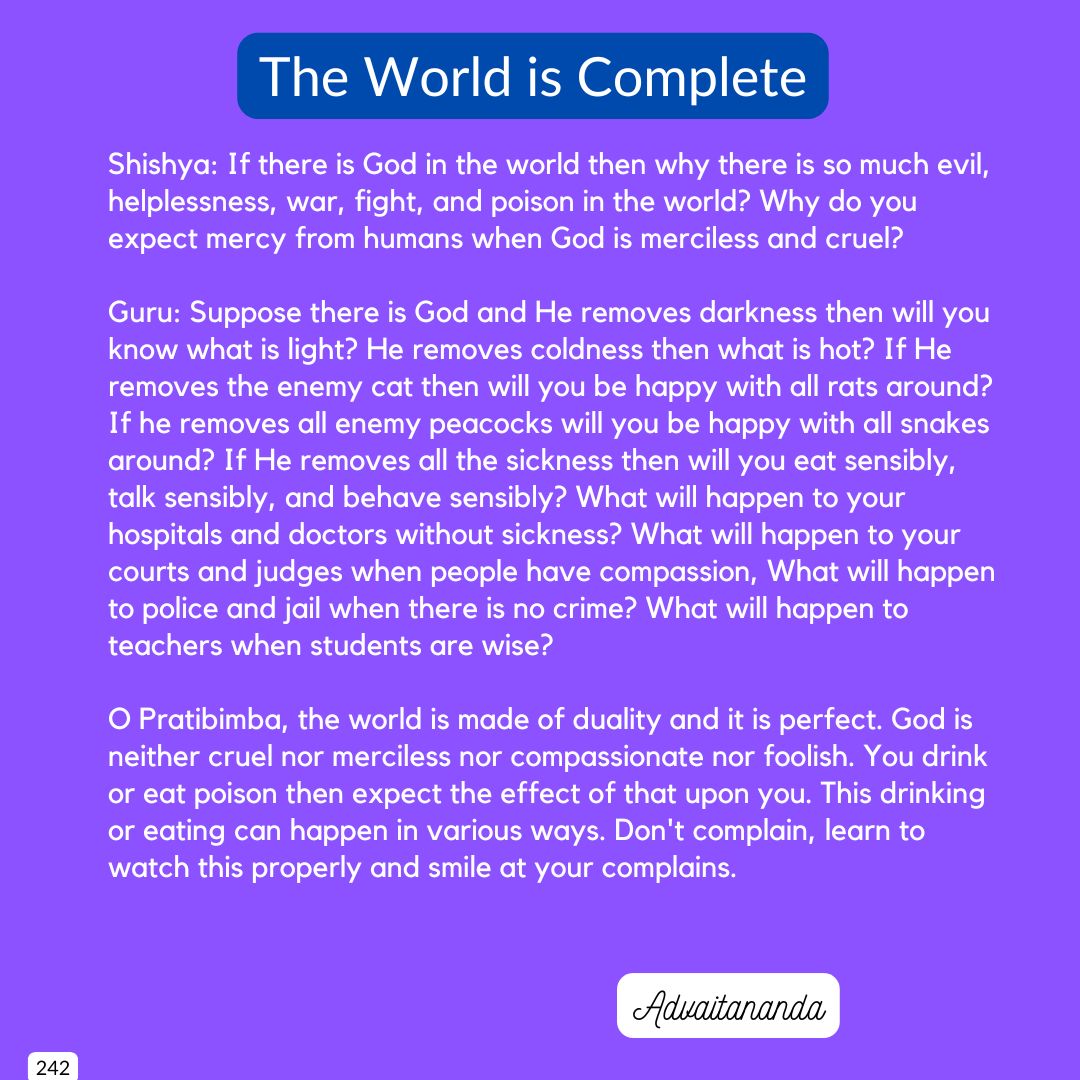 The World is Complete
Shishya: If there is God in the world then why there is so much evil,
helplessness, war, fight, and poison in the world? Why do you
expect mercy from humans when God is merciless and cruel?
Guru: Suppose there is God and He removes darkness then will you
know what is light? He removes coldness then what is hot? If He
removes the enemy cat then will you be happy with all rats around?
If he removes all enemy peacocks will you be happy with all snakes
around? If He removes all the sickness then will you eat sensibly,
talk sensibly, and behave sensibly? What will happen to your
hospitals and doctors without sickness? What will happen to your
courts and judges when people have compassion, What will happen
to police and jail when there is no crime? What will happen to
teachers when students are wise?
O Pratibimba, the world is made of duality and it is perfect. God is
neither cruel nor merciless nor compassionate nor foolish. You drink
or eat poison then expect the effect of that upon you. This drinking
or eating can happen in various ways. Don't complain, learn to
watch this properly and smile at your complains.
Advaitananda
242